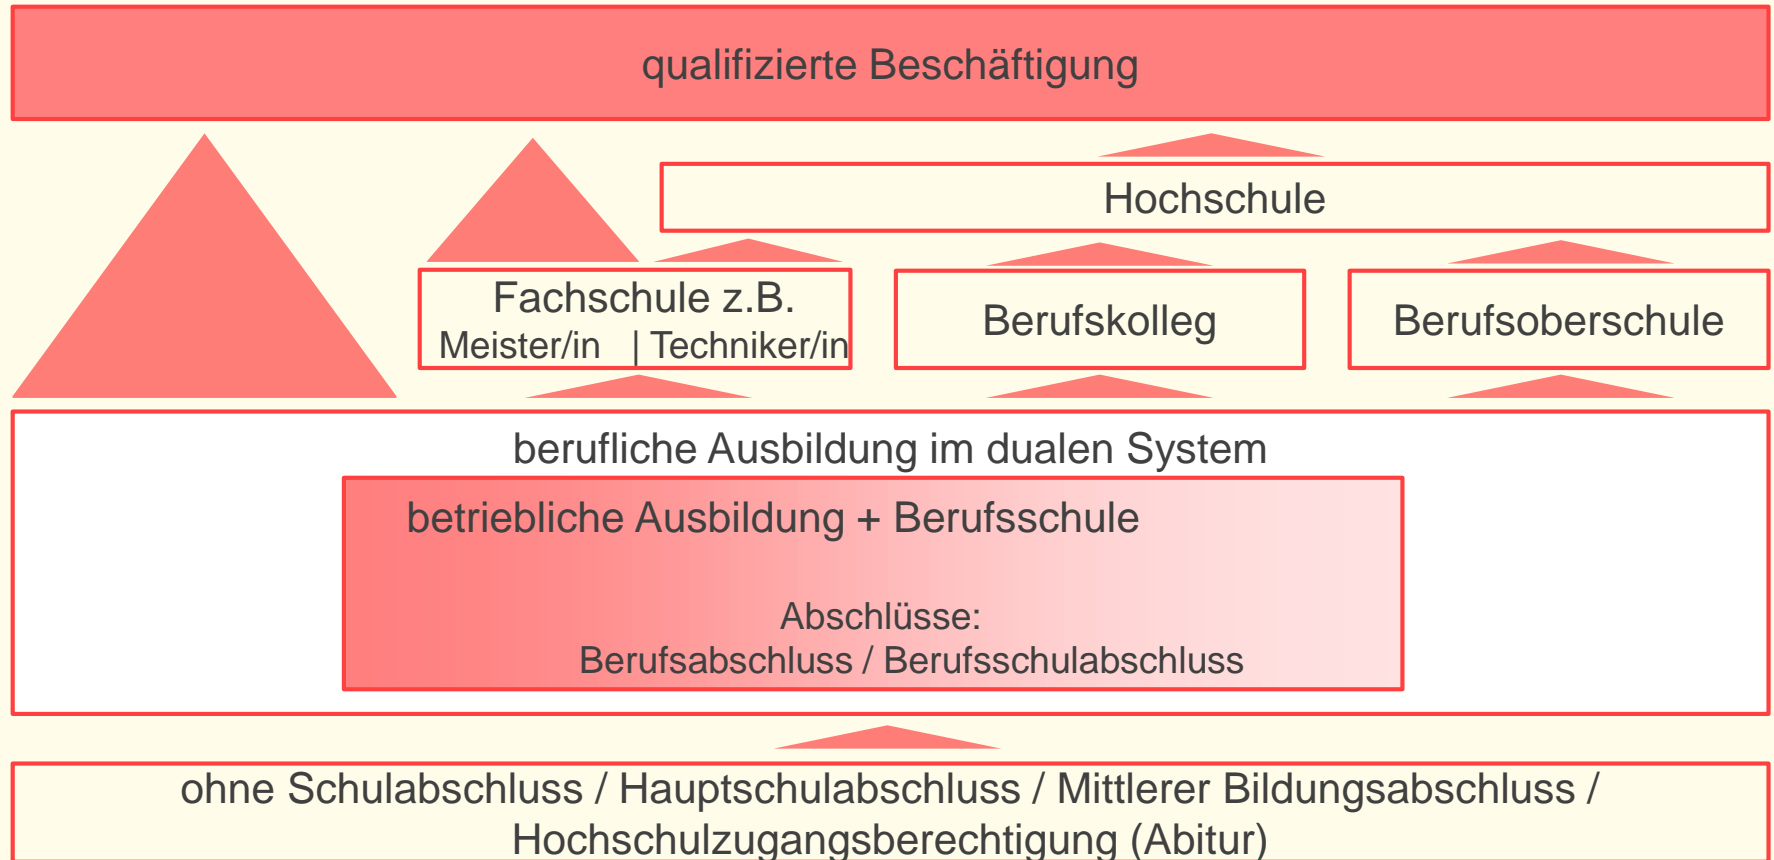 qualifizierte Beschäftigung
Hochschule
Fachschule z.B.
Meister/in | Techniker/in
Berufskolleg
Berufsoberschule
berufliche Ausbildung im dualen System
betriebliche Ausbildung + Berufsschule
Abschlüsse:
Berufsabschluss / Berufsschulabschluss
ohne Schulabschluss / Hauptschulabschluss / Mittlerer Bildungsabschluss /
Hochschulzugangsberechtigung (Abitur)